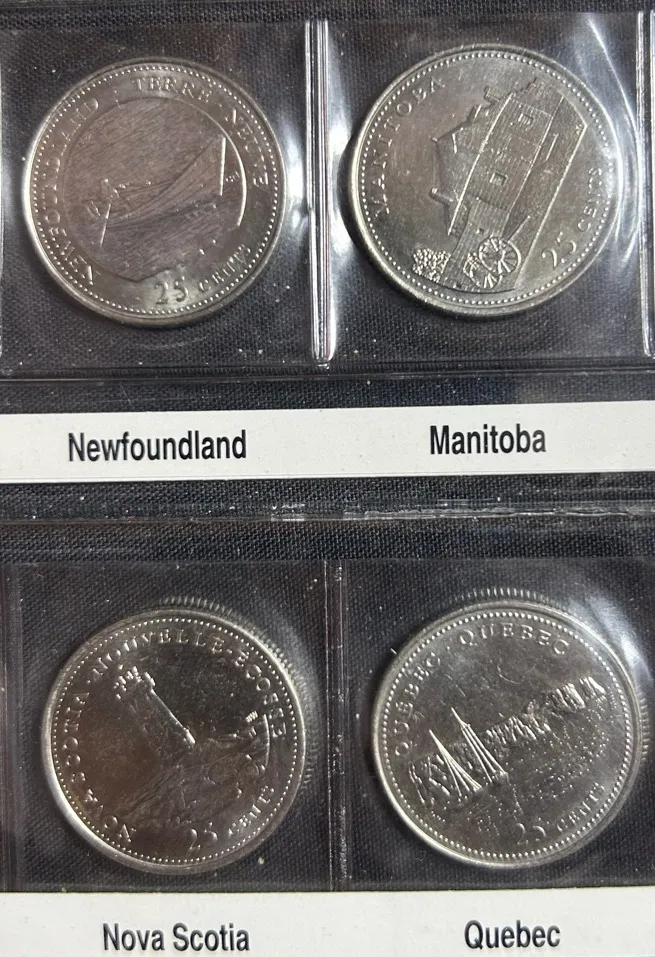 NEWFOUNDLAND TERRE-NEUVE
25 CENTS
MANITOBA
25 CENTS
Newfoundland
Manitoba
NOVA SCOTIA NOUVELLE-ÉCOSSE
25 CENTS
QUÉBEC QUEBEC
25 CENTS
Nova Scotia
Quebec